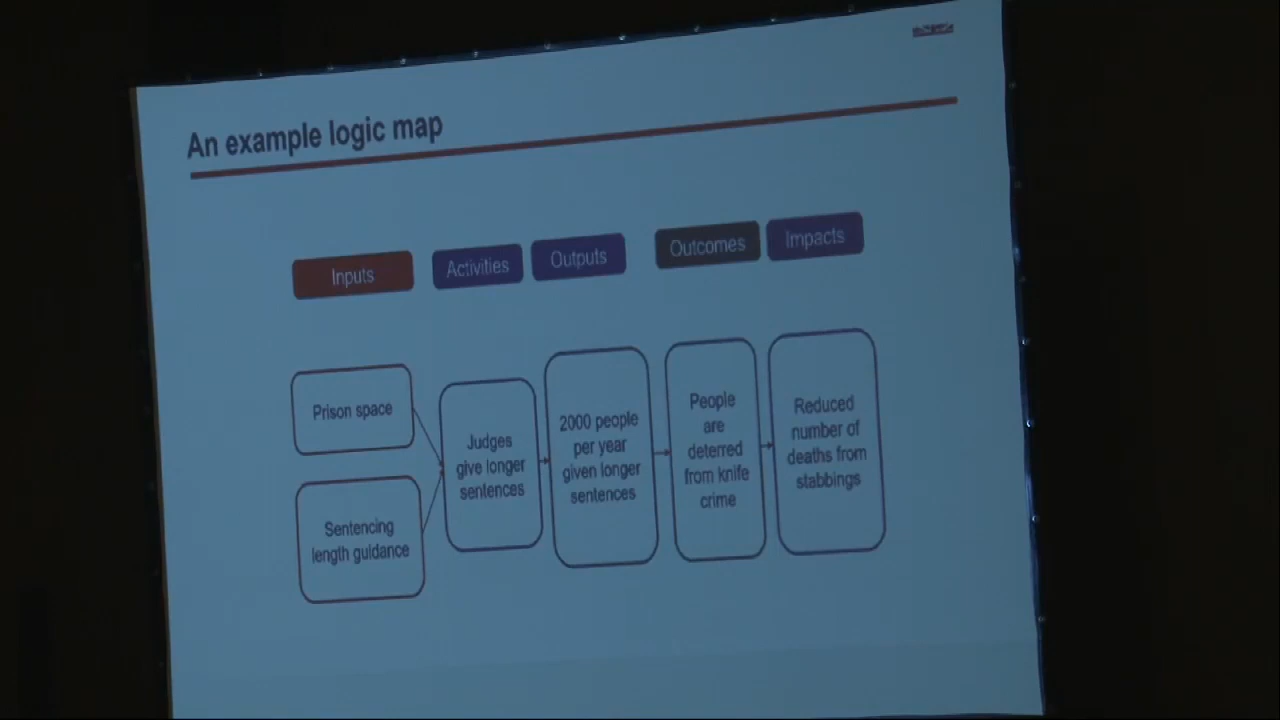 An example logic map
Inputs
Activities
Outputs
Outcomes
Impacts
Prison space
Sentencing
length guidance
Judges
give longer
sentences
2000 people
per year
given longer
sentences
People
are
deterred
from knife
crime
Reduced
number of
deaths from
stabbings